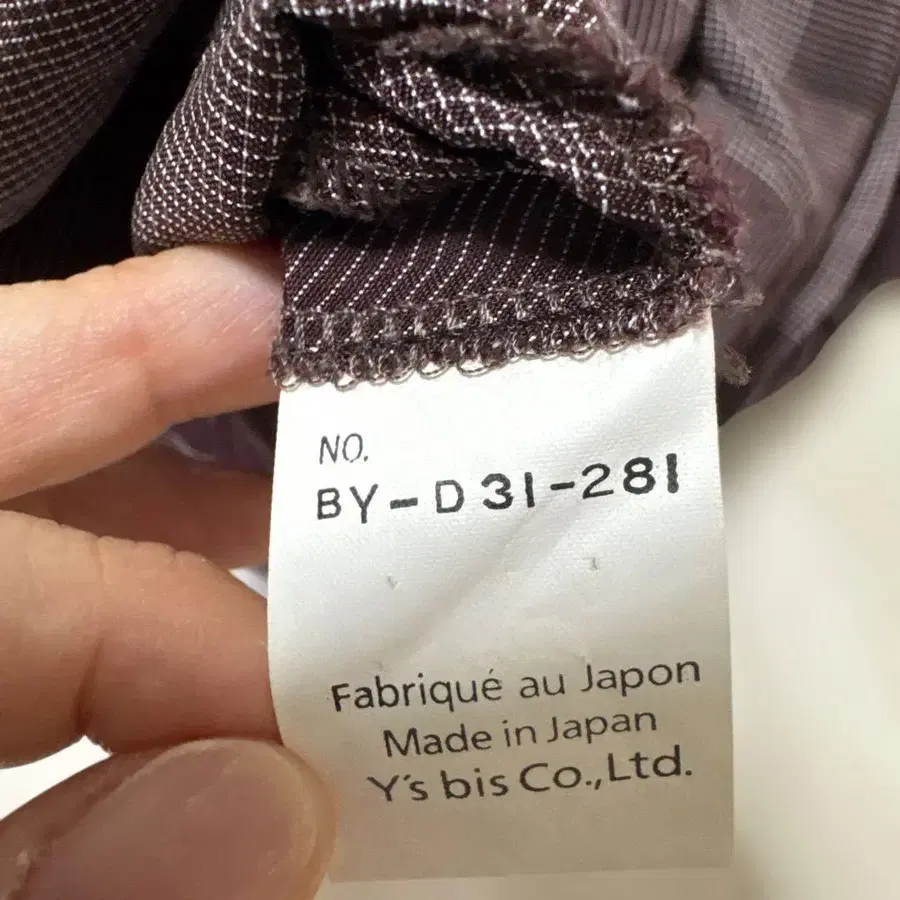 NO.
BY-D31-281
Fabriqué au Japon
Made in Japan
Y's bis Co.,Ltd.